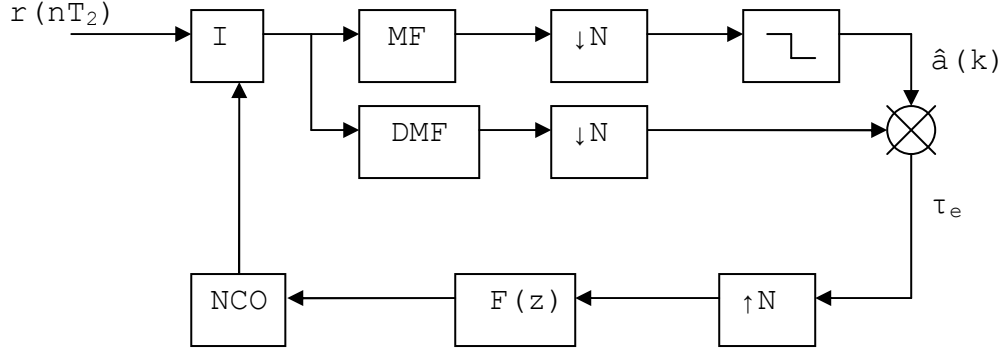 r(nT₂)
I
MF
↓N
â(k)
DMF
↓N
τₑ
NCO
F(z)
↑N